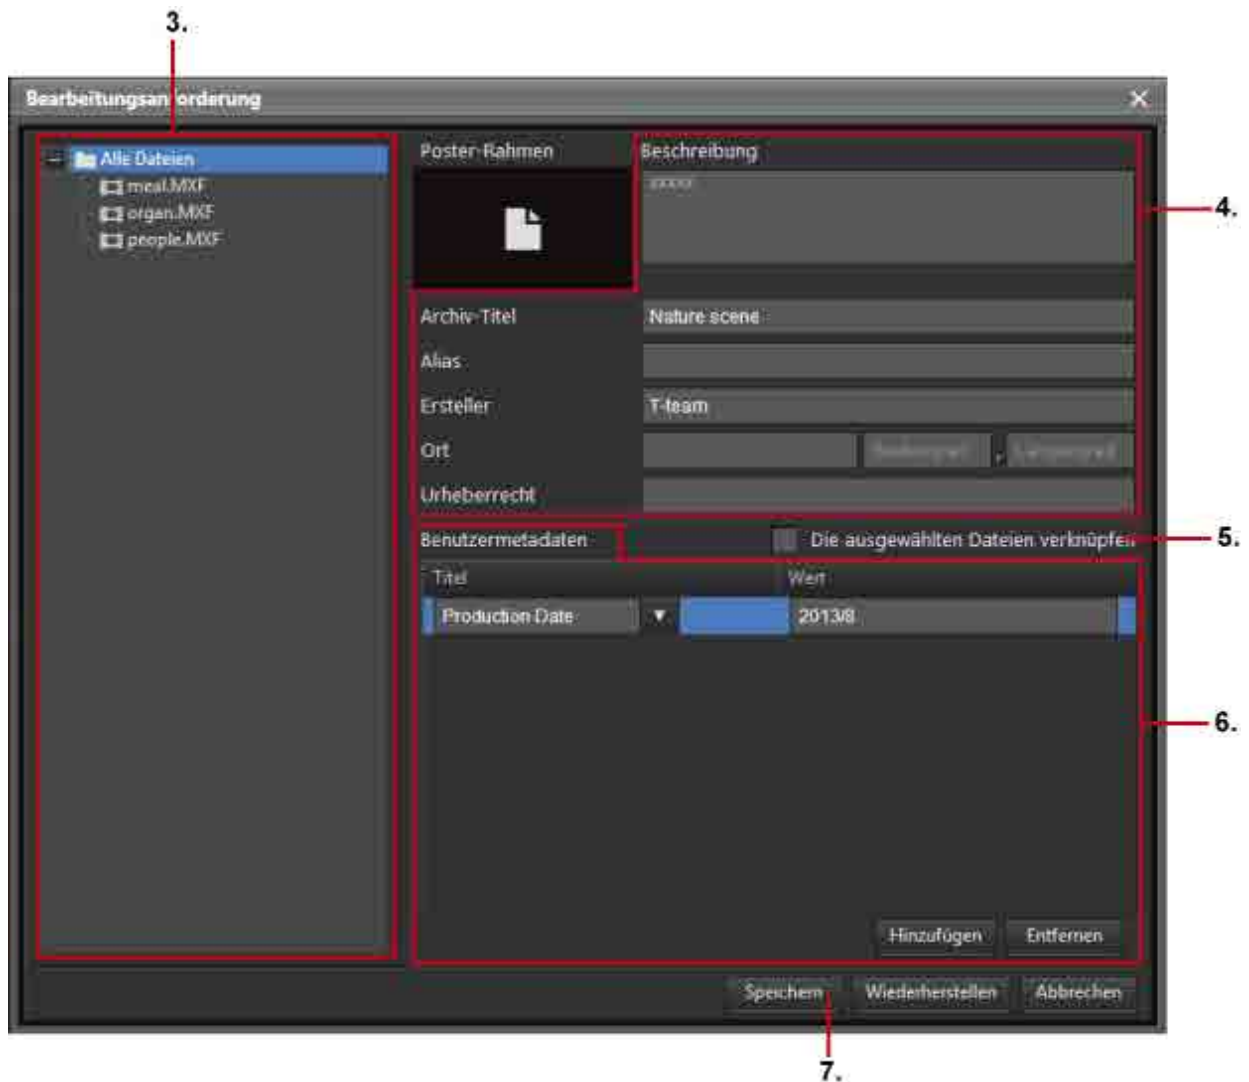 3.
Bearbeitungsanforderung
Alle Dateien
meal.MXF
organ.MXF
people.MXF
Poster-Rahmen
Beschreibung
4.
Archiv-Titel
Nature scene
Alias
Ersteller
T-team
Ort
,
Urheberrecht
Benutzermetadaten
Die ausgewählten Dateien verknüpfen
5.
Titel
Wert
Production Date
2013/8
6.
Hinzufügen
Entfernen
Speichern
Wiederherstellen
Abbrechen
7.